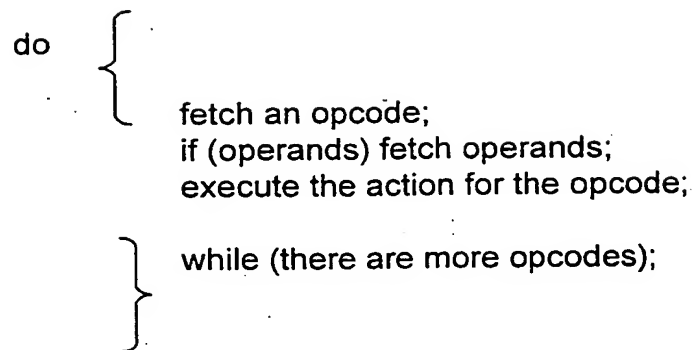 do {
fetch an opcode;
if (operands) fetch operands;
execute the action for the opcode;
} while (there are more opcodes);